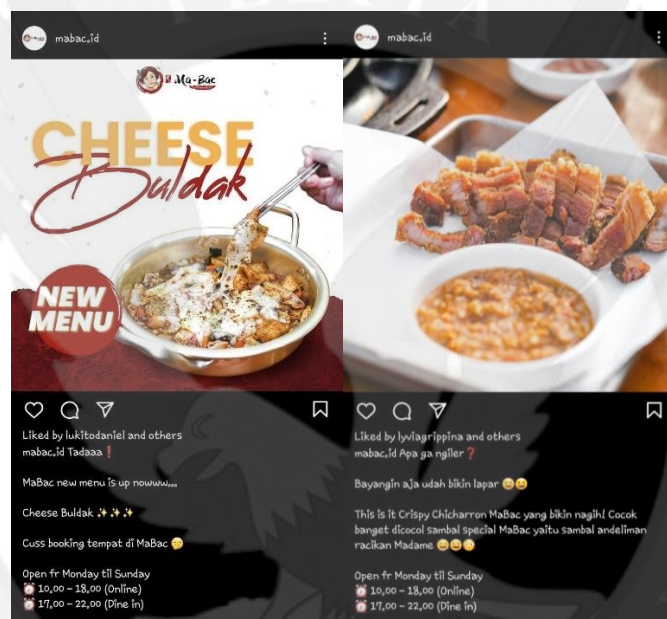 mabac.id
Ma-Bac
CHEESE
Buldak
NEW
MENU
Liked by lukitodaniel and others
mabac.id Tadaaa❗
MaBac new menu is up nowww...
Cheese Buldak ✨✨✨
Cuss booking tempat di MaBac 🤭
Open fr Monday til Sunday
⏰ 10.00 - 18.00 (Online)
⏰ 17.00 - 22.00 (Dine in)
mabac.id
Liked by lyviagrippina and others
mabac.id Apa ga ngiler❓
Bayangin aja udah bikin lapar 😆😆
This is it Crispy Chicharron MaBac yang bikin nagih! Cocok
banget dicocol sambal special MaBac yaitu sambal andeliman
racikan Madame 😆😆😳
Open fr Monday til Sunday
⏰ 10.00 - 18.00 (Online)
⏰ 17.00 - 22.00 (Dine in)